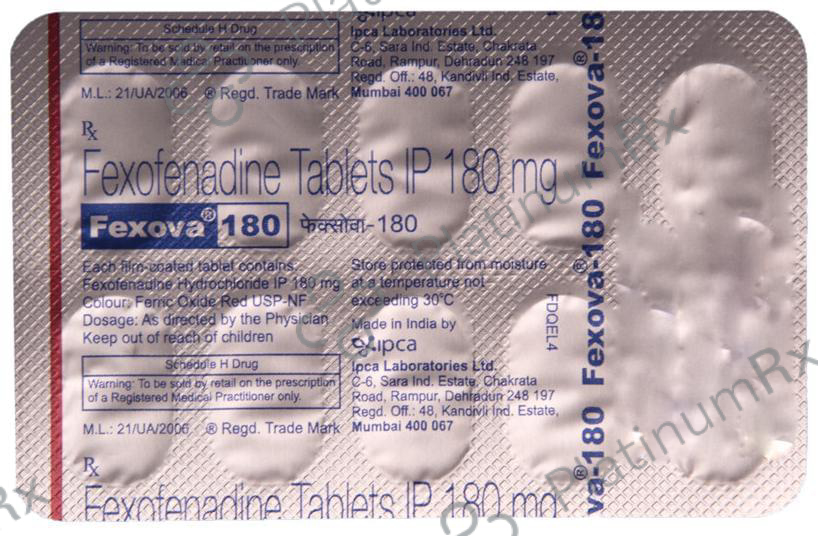 ipca
Schedule H Drug
Warning: To be sold by retail on the prescription
of a Registered Medical Practitioner only.
M.L.: 21/UA/2006 ® Regd. Trade Mark
Ipca Laboratories Ltd.
C-6, Sara Ind. Estate, Chakrata
Road, Rampur, Dehradun 248 197
Regd. Off.: 48, Kandivli Ind. Estate,
Mumbai 400 067
Rx
Fexofenadine Tablets IP 180 mg
Fexova® 180 फेक्सोवा-180
Each film-coated tablet contains:
Fexofenadine Hydrochloride IP 180 mg
Colour: Ferric Oxide Red USP-NF
Dosage: As directed by the Physician
Keep out of reach of children
Store protected from moisture
at a temperature not
exceeding 30°C
Made in India by
ipca
Schedule H Drug
Warning: To be sold by retail on the prescription
of a Registered Medical Practitioner only.
M.L.: 21/UA/2006 ® Regd. Trade Mark
Ipca Laboratories Ltd.
C-6, Sara Ind. Estate, Chakrata
Road, Rampur, Dehradun 248 197
Regd. Off.: 48, Kandivli Ind. Estate,
Mumbai 400 067
Rx
Fexofenadine Tablets IP 180 mg
FDQEL4
va-180 Fexova®-180 Fexova®-18
PlatinumRx
PlatinumRx